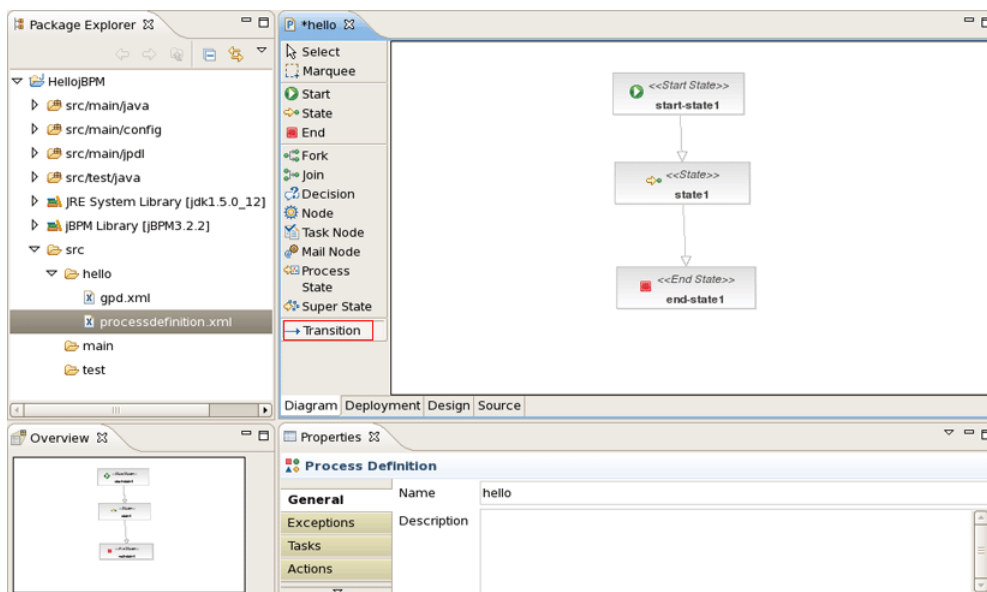 Package Explorer
HellojBPM
src/main/java
src/main/config
src/main/jpdl
src/test/java
JRE System Library [jdk1.5.0_12]
jBPM Library [jBPM3.2.2]
src
hello
gpd.xml
processdefinition.xml
main
test
*hello
Select
Marquee
Start
State
End
Fork
Join
Decision
Node
Task Node
Mail Node
Process
State
Super State
Transition
<<Start State>>
start-state1
<<State>>
state1
<<End State>>
end-state1
Diagram Deployment Design Source
Overview
Properties
Process Definition
General
Exceptions
Tasks
Actions
Name
hello
Description